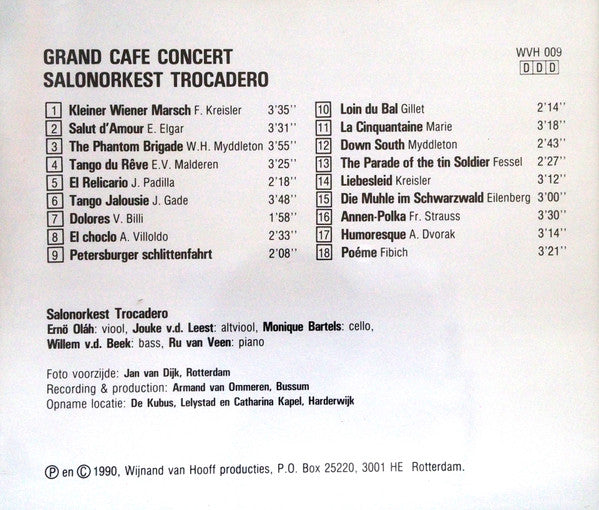 GRAND CAFE CONCERT
SALONORKEST TROCADERO
WVH 009
D D D
1 Kleiner Wiener Marsch F. Kreisler 3'35''
2 Salut d'Amour E. Elgar 3'31''
3 The Phantom Brigade W.H. Myddleton 3'55''
4 Tango du Rêve E.V. Malderen 3'25''
5 El Relicario J. Padilla 2'18''
6 Tango Jalousie J. Gade 3'48''
7 Dolores V. Billi 1'58''
8 El choclo A. Villoldo 2'33''
9 Petersburger schlittenfahrt 2'08''
10 Loin du Bal Gillet 2'14''
11 La Cinquantaine Marie 3'18''
12 Down South Myddleton 2'43''
13 The Parade of the tin Soldier Fessel 2'27''
14 Liebesleid Kreisler 3'12''
15 Die Muhle im Schwarzwald Eilenberg 3'00''
16 Annen-Polka Fr. Strauss 3'30''
17 Humoresque A. Dvorak 3'14''
18 Poéme Fibich 3'21''
Salonorkest Trocadero
Ernö Oláh: viool, Jouke v.d. Leest: altviool, Monique Bartels: cello,
Willem v.d. Beek: bass, Ru van Veen: piano
Foto voorzijde: Jan van Dijk, Rotterdam
Recording & production: Armand van Ommeren, Bussum
Opname locatie: De Kubus, Lelystad en Catharina Kapel, Harderwijk
Ⓟ en © 1990, Wijnand van Hooff producties, P.O. Box 25220, 3001 HE Rotterdam.